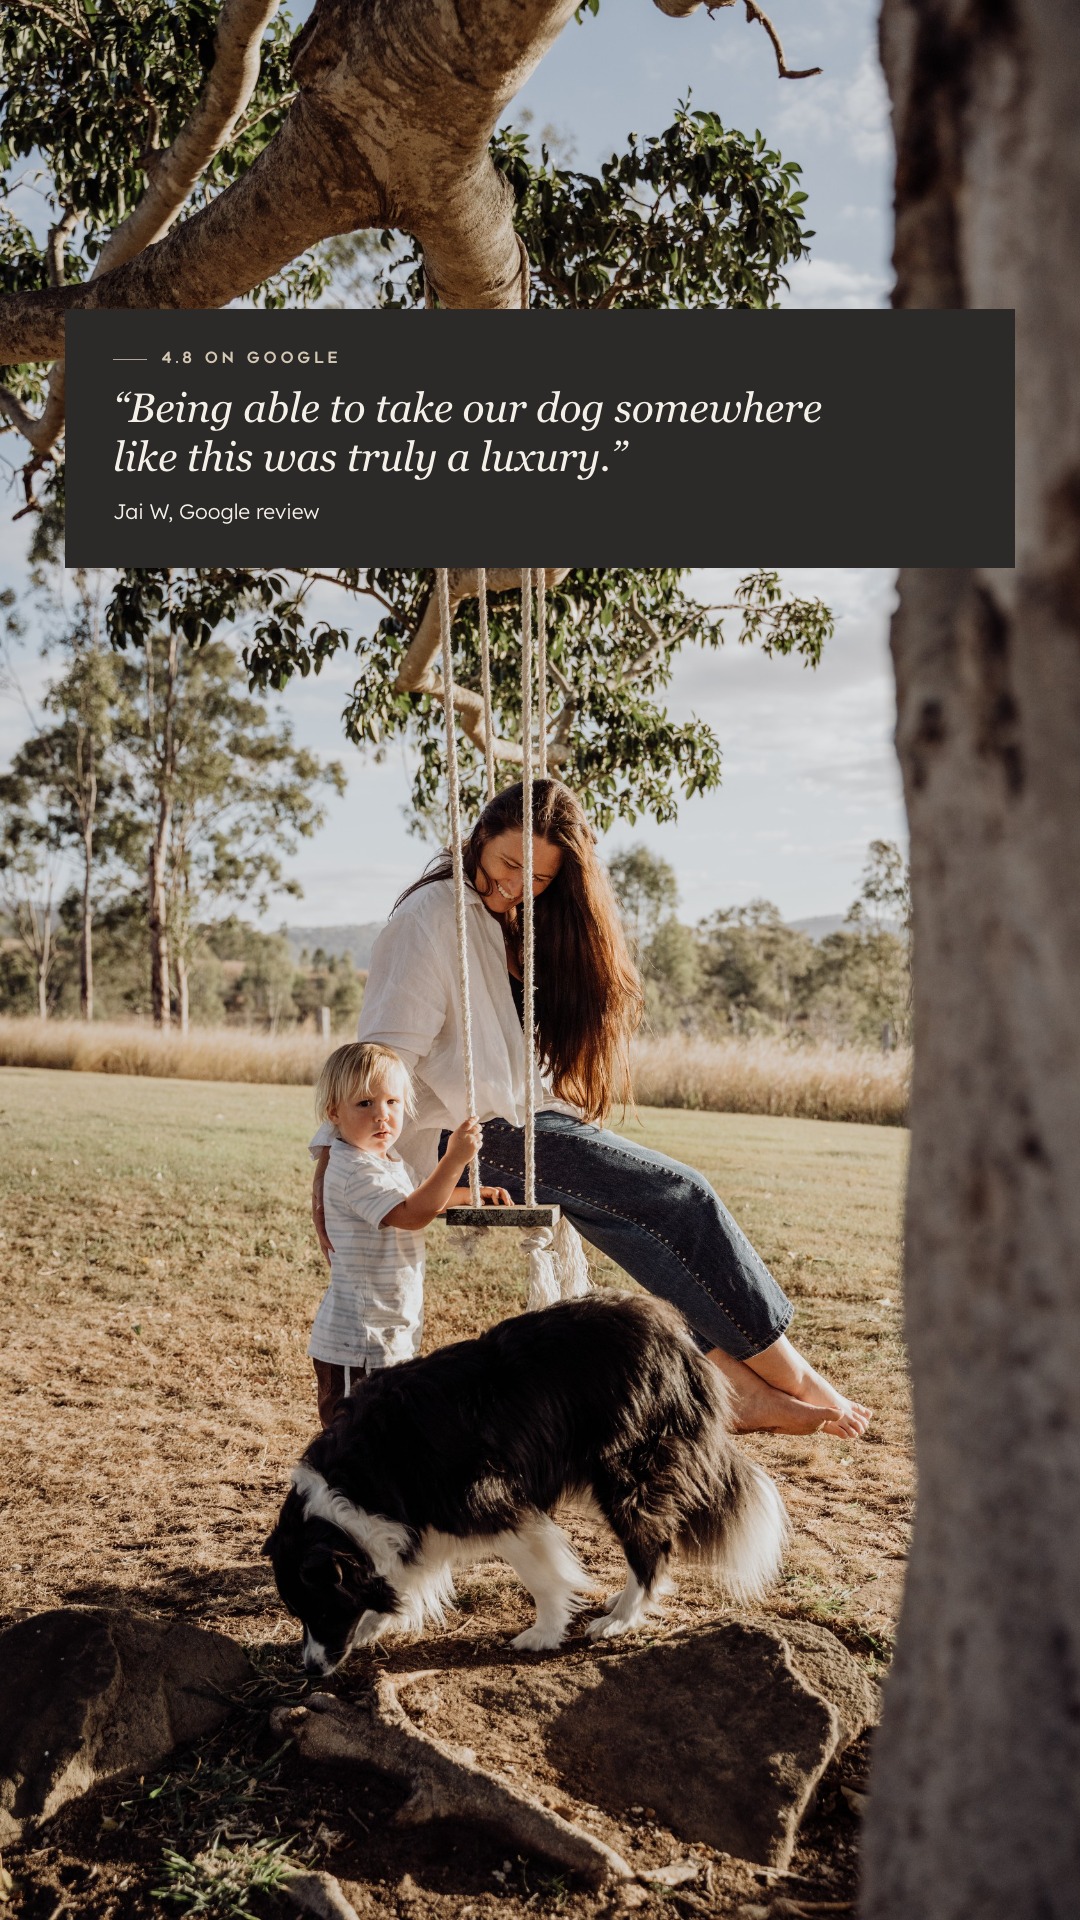 4.8 ON GOOGLE
“Being able to take our dog somewhere
like this was truly a luxury.”
Jai W, Google review